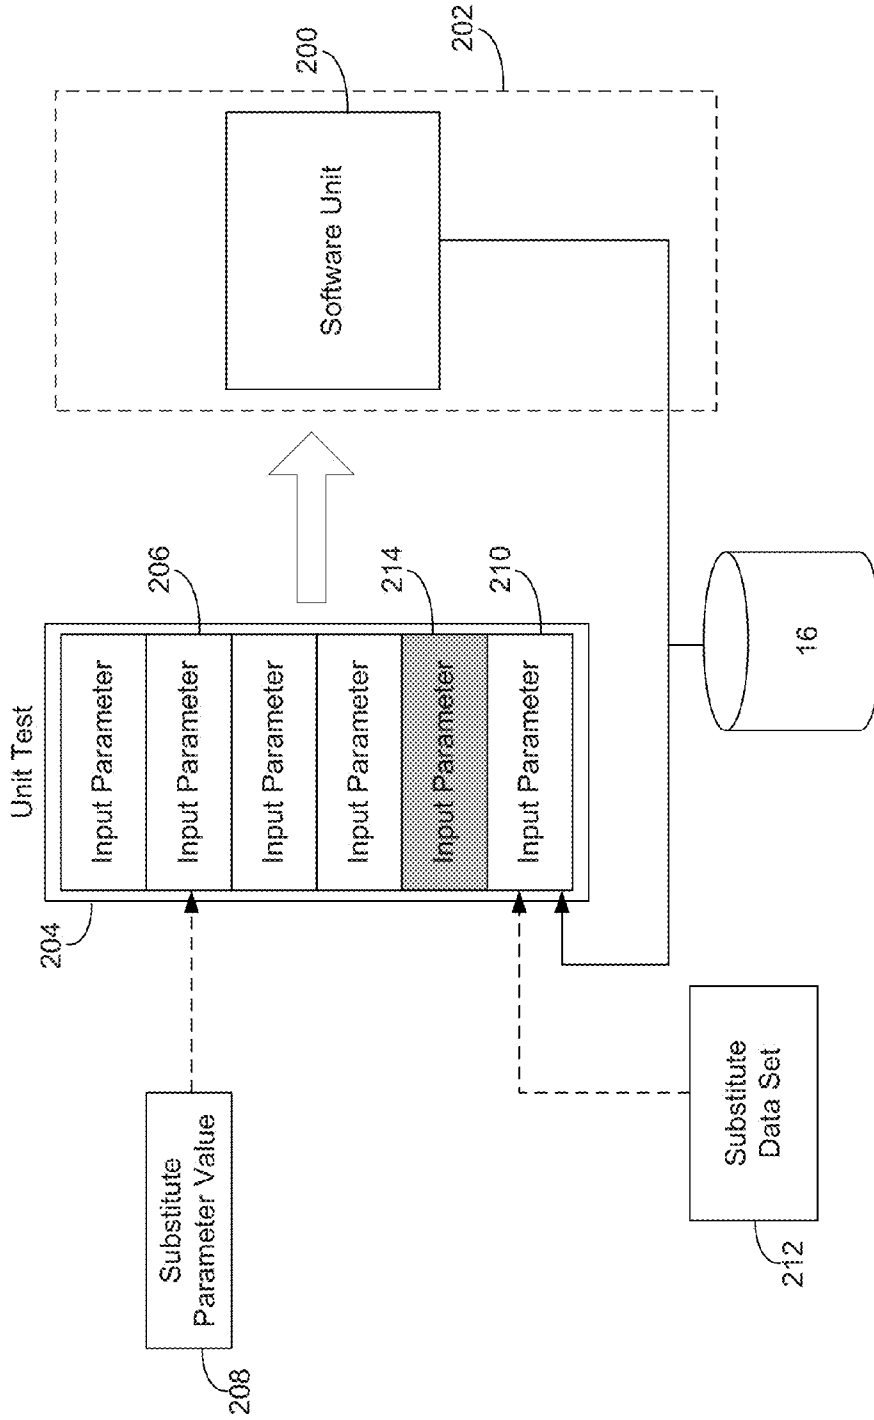 Unit Test
204
Input Parameter
Input Parameter
206
Input Parameter
Input Parameter
Input Parameter
214
Input Parameter
210
Substitute
Parameter Value
208
Substitute
Data Set
212
Software Unit
200
202
16